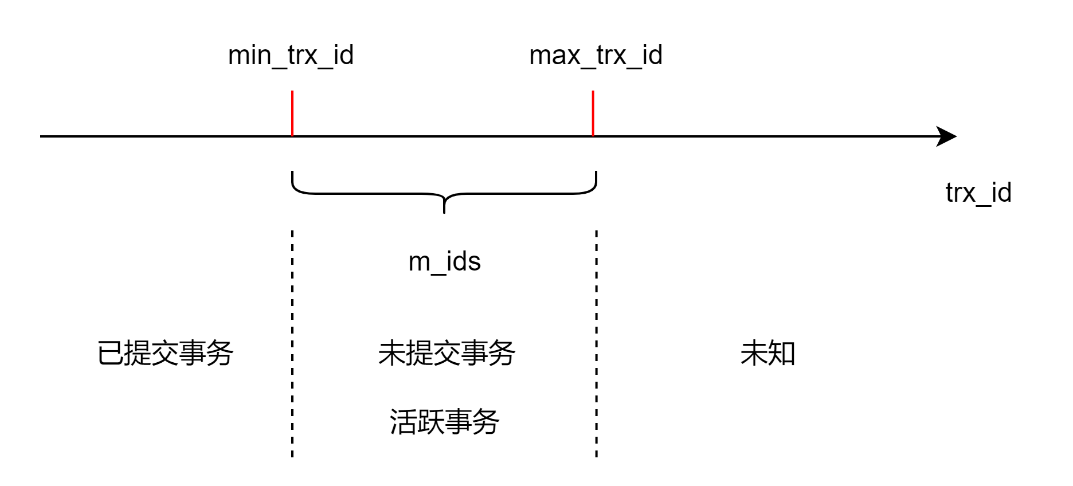 min_trx_id
max_trx_id
trx_id
m_ids
已提交事务
未提交事务
未知
活跃事务